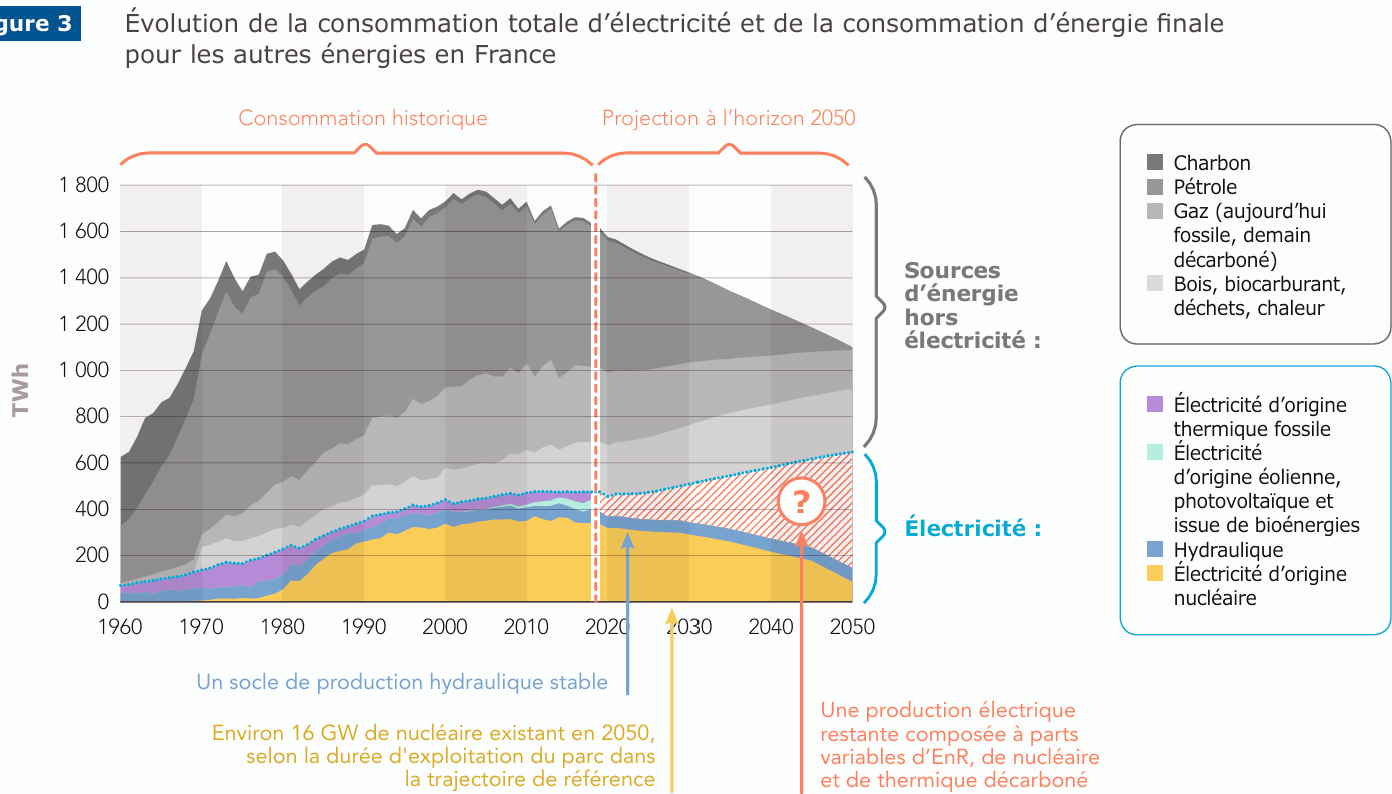 gure 3
Évolution de la consommation totale d’électricité et de la consommation d’énergie finale
pour les autres énergies en France
Consommation historique
Projection à l’horizon 2050
TWh
1 800
1 600
1 400
1 200
1 000
800
600
400
200
0
1960 1970 1980 1990 2000 2010 2020 2030 2040 2050
?
Sources
d’énergie
hors
électricité :
Électricité :
Charbon
Pétrole
Gaz (aujourd’hui
fossile, demain
décarboné)
Bois, biocarburant,
déchets, chaleur
Électricité d’origine
thermique fossile
Électricité
d’origine éolienne,
photovoltaïque et
issue de bioénergies
Hydraulique
Électricité d’origine
nucléaire
Un socle de production hydraulique stable
Environ 16 GW de nucléaire existant en 2050,
selon la durée d'exploitation du parc dans
la trajectoire de référence
Une production électrique
restante composée à parts
variables d’EnR, de nucléaire
et de thermique décarboné